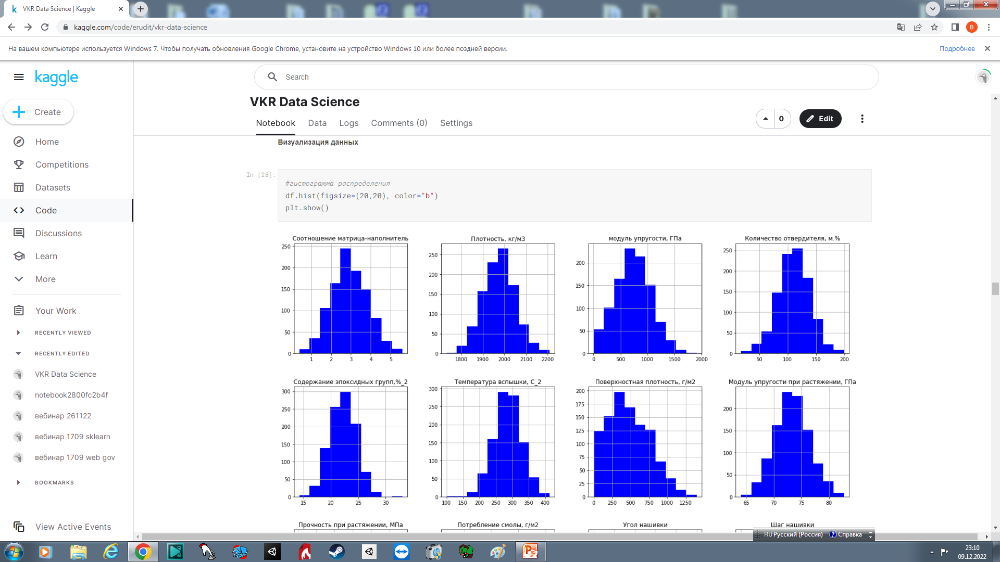 VKR Data Science | Kaggle
kaggle.com/code/erudit/vkr-data-science
B
На вашем компьютере используется Windows 7. Чтобы получать обновления Google Chrome, установите на устройство Windows 10 или более поздней версии.
Подробнее
kaggle
Search
VKR Data Science
Create
Notebook
Data
Logs
Comments (0)
Settings
0
Edit
Home
Competitions
Datasets
Code
Discussions
Learn
More
Your Work
RECENTLY VIEWED
RECENTLY EDITED
VKR Data Science
notebook2800fc2b4f
вебинар 261122
вебинар 1709 sklearn
вебинар 1709 web gov
BOOKMARKS
View Active Events
Визуализация данных
In [28]:
#гистограмма распределения
df.hist(figsize=(20,20), color="b")
plt.show()
Соотношение матрица-наполнитель
250
200
150
100
50
0
1 2 3 4 5
Плотность, кг/м3
250
200
150
100
50
0
1800 1900 2000 2100 2200
модуль упругости, ГПа
200
150
100
50
0
0 500 1000 1500 2000
Количество отвердителя, м.%
250
200
150
100
50
0
50 100 150 200
Содержание эпоксидных групп,%_2
300
250
200
150
100
50
0
15 20 25 30
Температура вспышки, С_2
300
250
200
150
100
50
0
100 150 200 250 300 350 400
Поверхностная плотность, г/м2
200
175
150
125
100
75
50
25
0
0 250 500 750 1000 1250
Модуль упругости при растяжении, ГПа
200
150
100
50
0
65 70 75 80
Прочность при растяжении, МПа
Потребление смолы, г/м2
Угол нашивки
Шаг нашивки
RU Русский (Россия)
Справка
23:10
09.12.2022